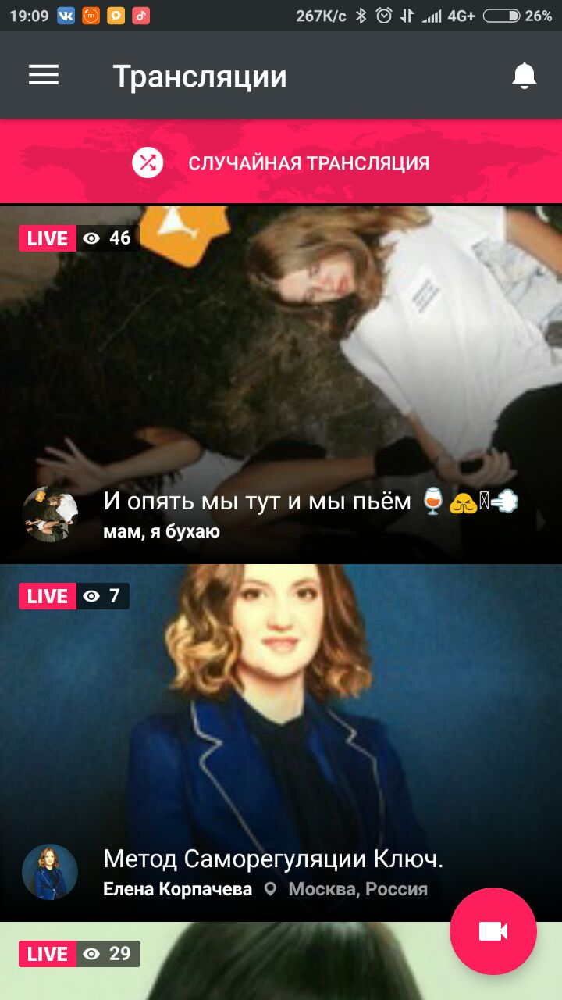 19:09 267К/с 4G+ 26%
Трансляции
СЛУЧАЙНАЯ ТРАНСЛЯЦИЯ
LIVE 46
И опять мы тут и мы пьём 🍷🙏💨
мам, я бухаю
LIVE 7
Метод Саморегуляции Ключ.
Елена Корпачева Москва, Россия
LIVE 29